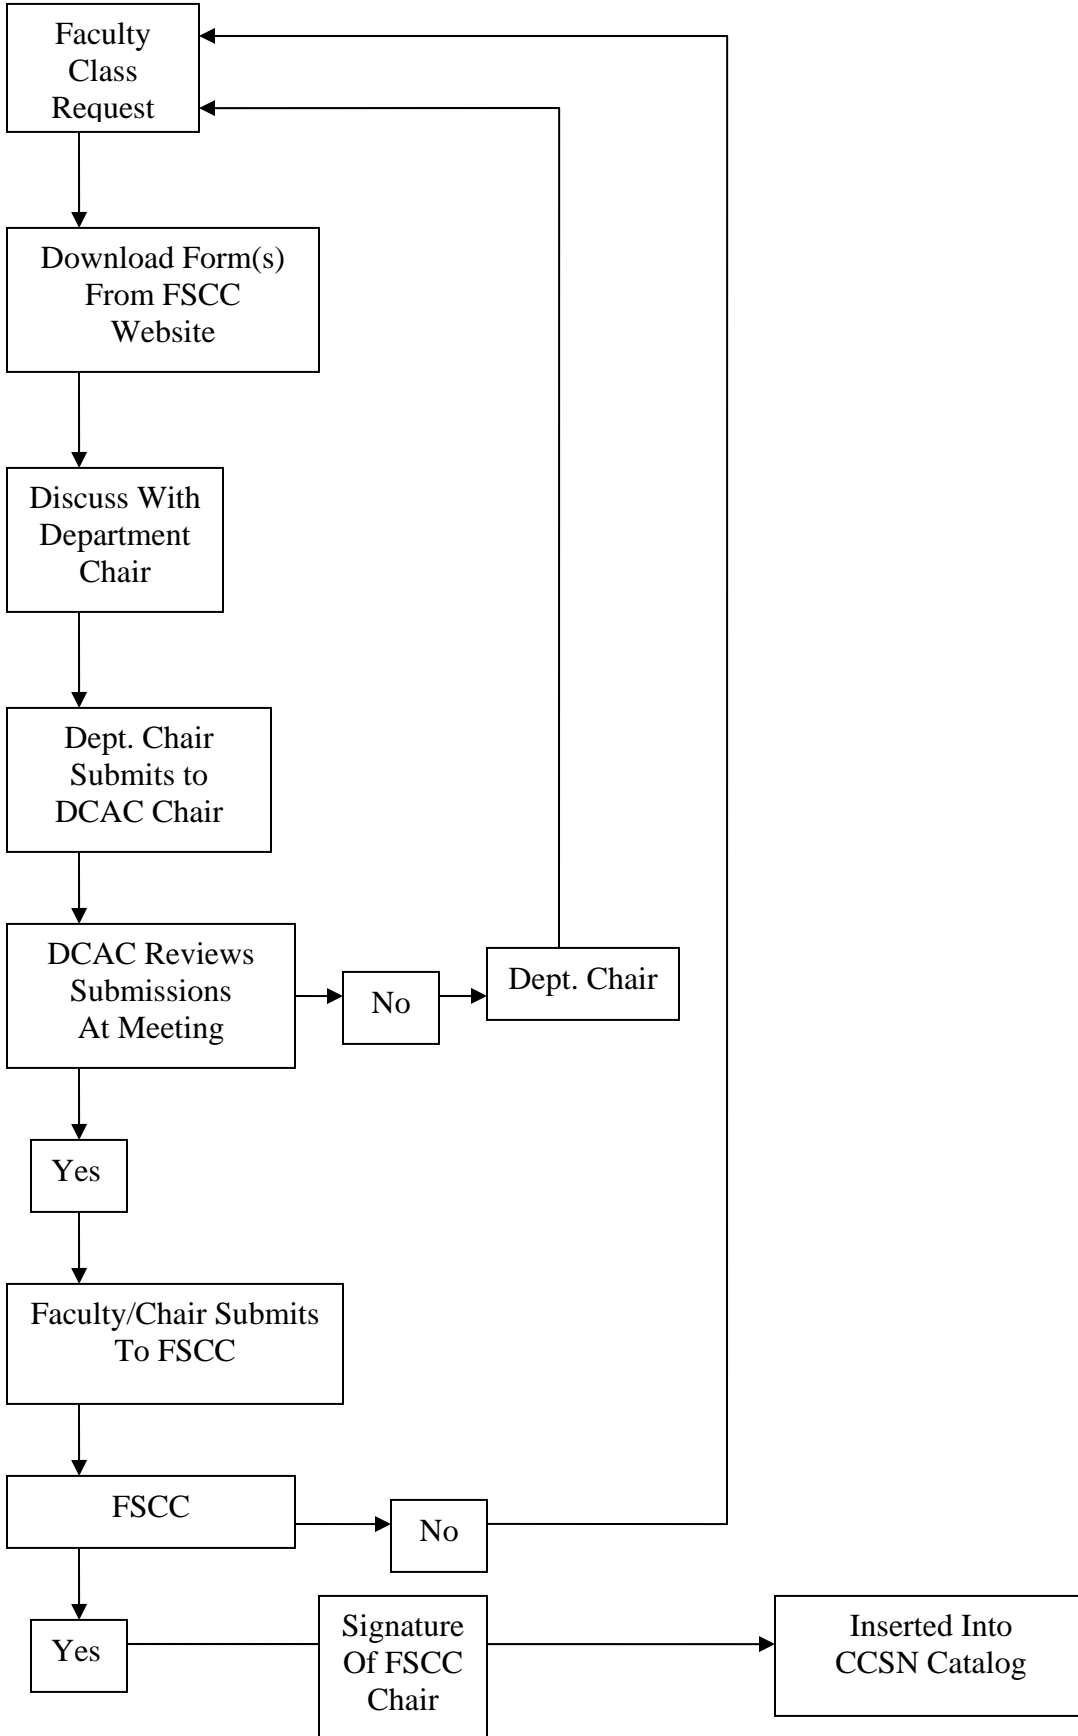 Faculty
Class
Request
Download Form(s)
From FSCC
Website
Discuss With
Department
Chair
Dept. Chair
Submits to
DCAC Chair
DCAC Reviews
Submissions
At Meeting
No
Dept. Chair
Yes
Faculty/Chair Submits
To FSCC
FSCC
No
Yes
Signature
Of FSCC
Chair
Inserted Into
CCSN Catalog